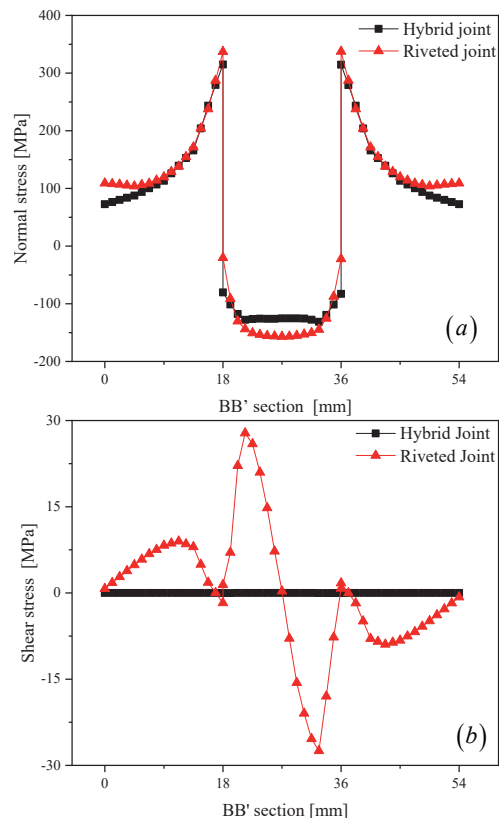 400
300
200
100
0
-100
-200
Normal stress [MPa]
Hybrid joint
Riveted joint
(a)
0 18 36 54
BB’ section [mm]
30
15
0
-15
-30
Shear stress [MPa]
Hybrid Joint
Riveted Joint
(b)
0 18 36 54
BB' section [mm]